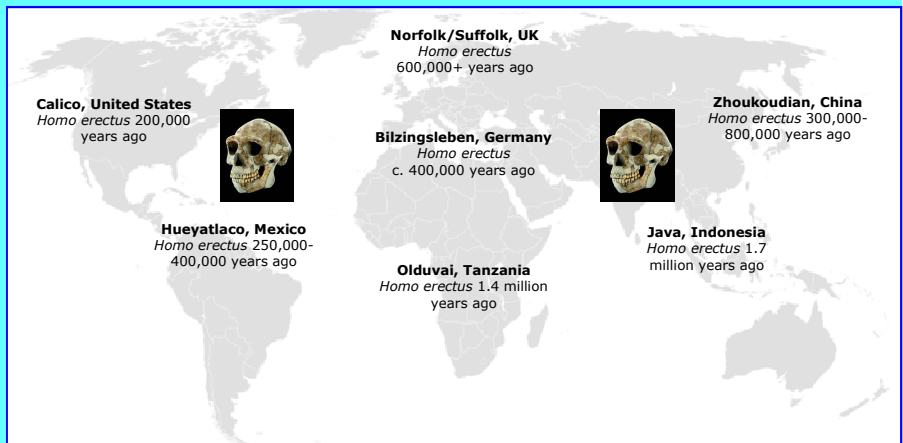 Norfolk/Suffolk, UK
Homo erectus
600,000+ years ago
Calico, United States
Homo erectus 200,000
years ago
Zhoukoudian, China
Homo erectus 300,000-
800,000 years ago
Bilzingsleben, Germany
Homo erectus
c. 400,000 years ago
Hueyatlaco, Mexico
Homo erectus 250,000-
400,000 years ago
Java, Indonesia
Homo erectus 1.7
million years ago
Olduvai, Tanzania
Homo erectus 1.4 million
years ago